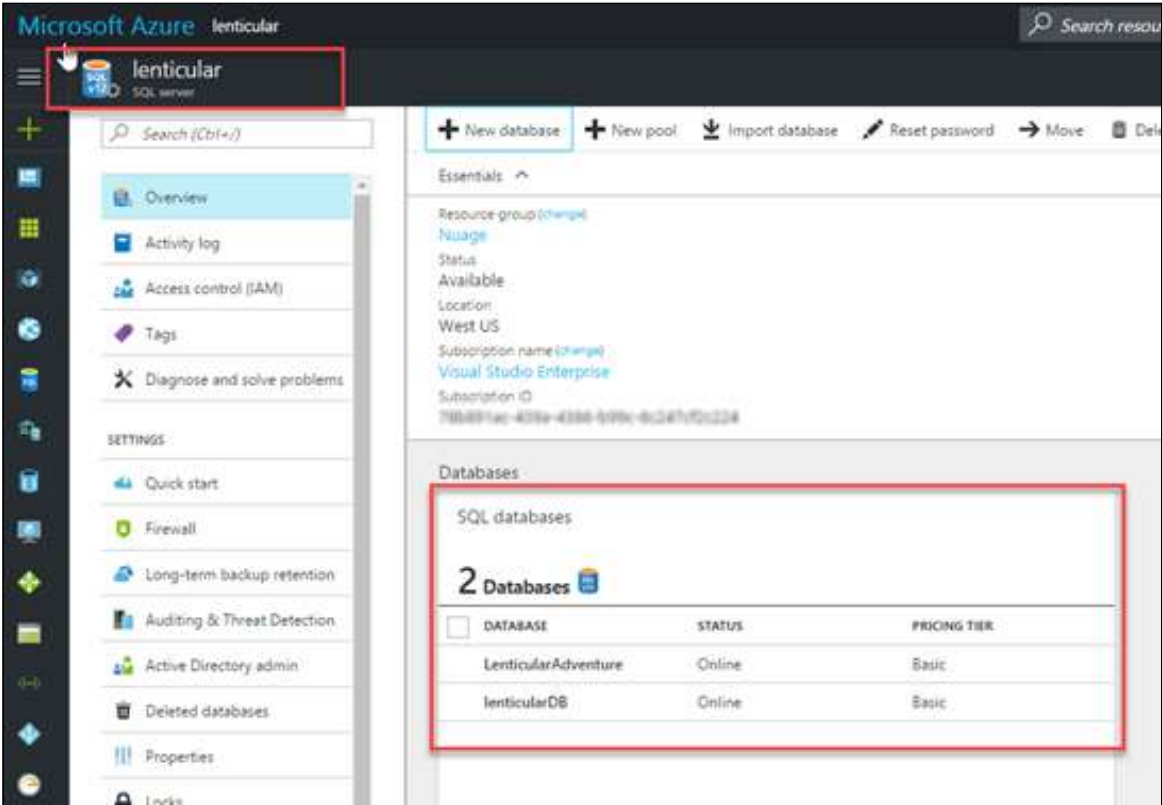 Microsoft Azure lenticular
Search resou
lenticular
SQL server
SQL
v12
Search (Ctrl+/)
New database New pool Import database Reset password Move Dele
Essentials
Overview
Activity log
Access control (IAM)
Tags
Diagnose and solve problems
SETTINGS
Quick start
Firewall
Long-term backup retention
Auditing & Threat Detection
Active Directory admin
Deleted databases
Properties
Locks
Resource group (change)
Nuage
Status
Available
Location
West US
Subscription name (change)
Visual Studio Enterprise
Subscription ID
Databases
SQL databases
2 Databases
DATABASE STATUS PRICING TIER
LenticularAdventure Online Basic
lenticularDB Online Basic